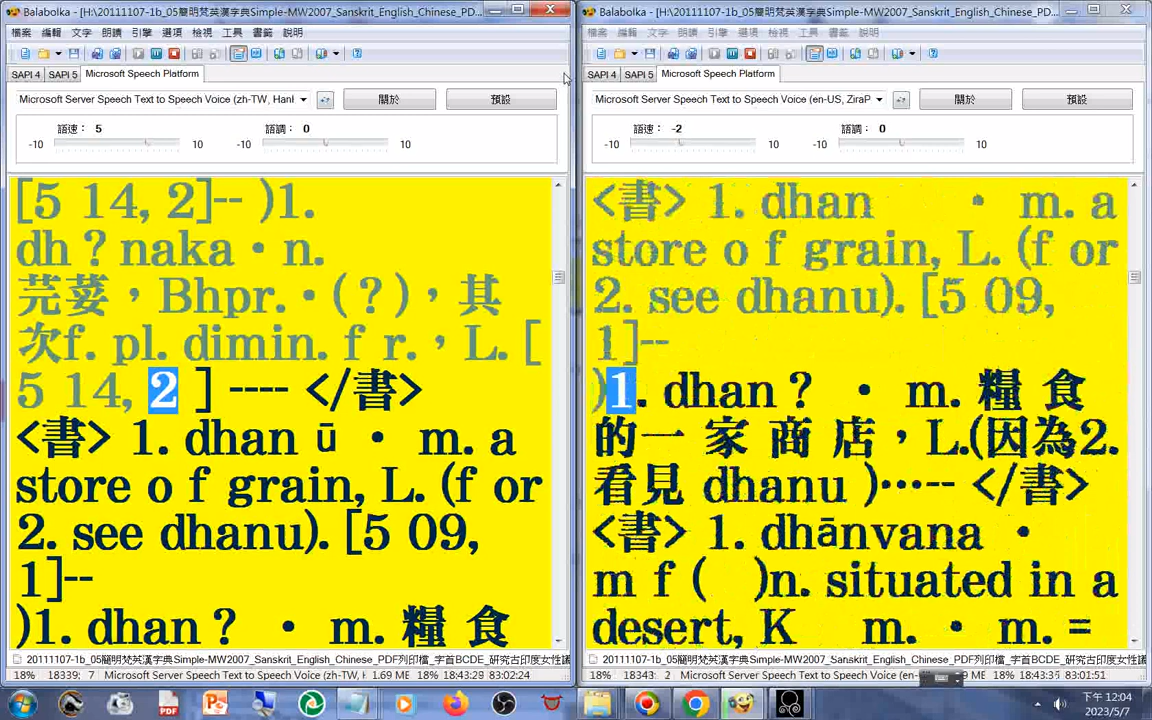 Balabolka - [H:\20111107-1b_05簡明梵英漢字典Simple-MW2007_Sanskrit_English_Chinese_PD...
檔案 編輯 文字 朗讀 引擎 選項 檢視 工具 書籤 說明
SAPI 4 SAPI 5 Microsoft Speech Platform
Microsoft Server Speech Text to Speech Voice (zh-TW, HanH
關於 預設
語速： 5 語調： 0
-10 10 -10 10
[5 14, 2]-- )1.
dh ? naka · n.
芫荽，Bhpr. · (？)，其
次f. pl. dimin. f r.，L. [
5 14, 2 ] ---- </書>
<書> 1. dhan ū · m. a
store o f grain, L. (f or
2. see dhanu). [5 09,
1]--
)1. dhan ? · m. 糧 食
20111107-1b_05簡明梵英漢字典Simple-MW2007_Sanskrit_English_Chinese_PDF列印檔_字首BCDE_研究古印度女性議
18% 18339; 7 Microsoft Server Speech Text to Speech Voice (zh-TW, H 1.69 ME 18% 18:43:29 83:02:24
Balabolka - [H:\20111107-1b_05簡明梵英漢字典Simple-MW2007_Sanskrit_English_Chinese_PD...
檔案 編輯 文字 朗讀 引擎 選項 檢視 工具 書籤 說明
SAPI 4 SAPI 5 Microsoft Speech Platform
Microsoft Server Speech Text to Speech Voice (en-US, ZiraP
關於 預設
語速： -2 語調： 0
-10 10 -10 10
<書> 1. dhan · m. a
store o f grain, L. (f or
2. see dhanu). [5 09,
1]--
)1. dhan ? · m. 糧 食
的一 家 商 店，L.(因為2.
看見 dhanu )…-- </書>
<書> 1. dhānvana ·
m f ( )n. situated in a
desert, K m. · m. =
20111107-1b_05簡明梵英漢字典Simple-MW2007_Sanskrit_English_Chinese_PDF列印檔_字首BCDE_研究古印度女性議
18% 18343: 2 Microsoft Server Speech Text to Speech Voice (en-US, Z 18% 18:43:3 83:01:51
下午 12:04
2023/5/7